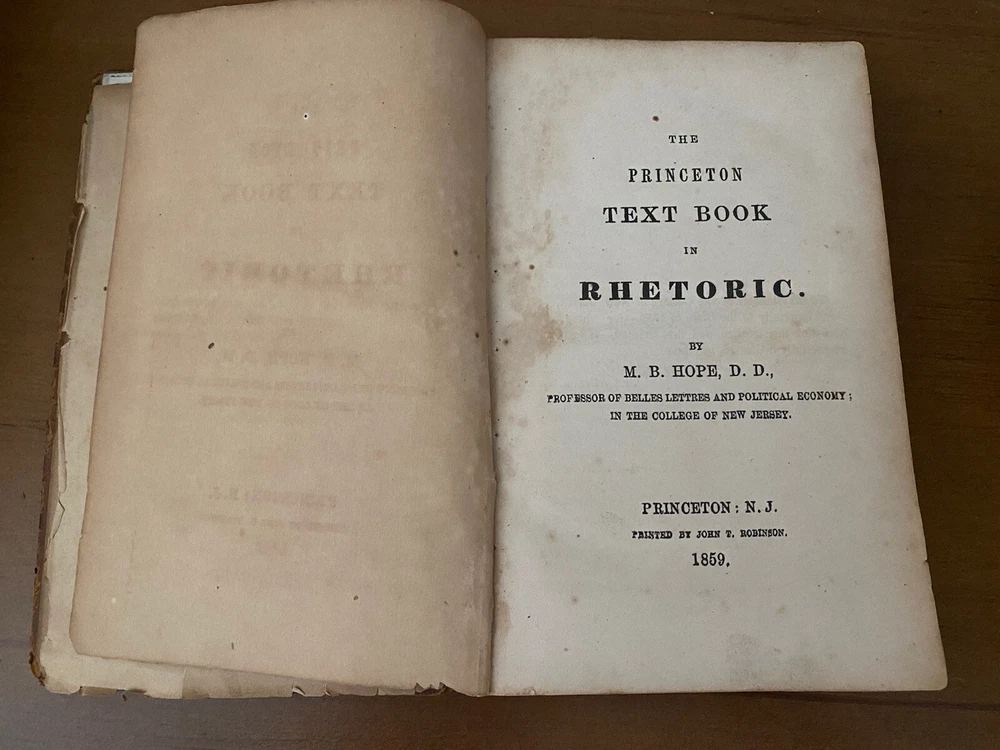 THE
PRINCETON
TEXT BOOK
IN
RHETORIC.
BY
M. B. HOPE, D. D.,
PROFESSOR OF BELLES LETTRES AND POLITICAL ECONOMY;
IN THE COLLEGE OF NEW JERSEY.
PRINCETON: N. J.
PRINTED BY JOHN T. ROBINSON.
1859.